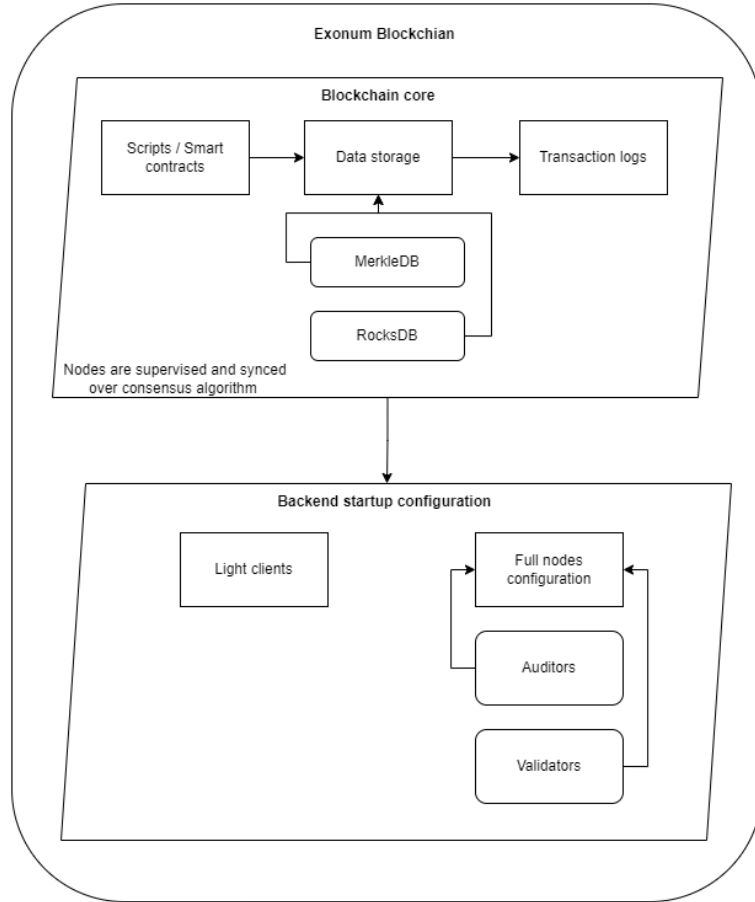 Exonum Blockchian
Blockchain core
Scripts / Smart
contracts
Data storage
Transaction logs
MerkleDB
RocksDB
Nodes are supervised and synced
over consensus algorithm
Backend startup configuration
Light clients
Full nodes
configuration
Auditors
Validators